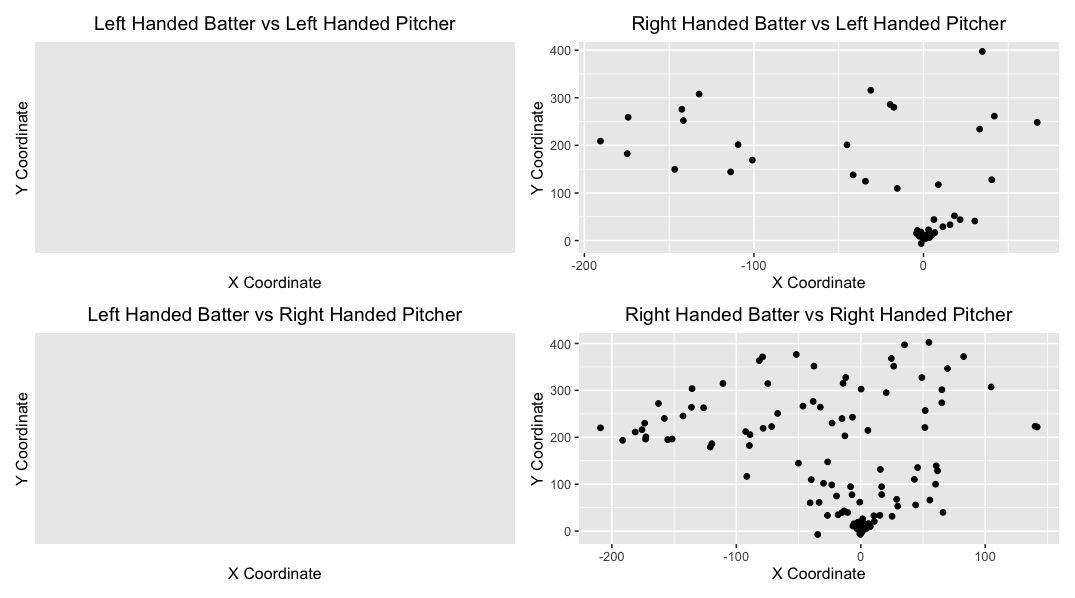 Left Handed Batter vs Left Handed Pitcher
Y Coordinate
X Coordinate
Right Handed Batter vs Left Handed Pitcher
Y Coordinate
400
300
200
100
0
-200 -100 0
X Coordinate
Left Handed Batter vs Right Handed Pitcher
Y Coordinate
X Coordinate
Right Handed Batter vs Right Handed Pitcher
Y Coordinate
400
300
200
100
0
-200 -100 0 100
X Coordinate